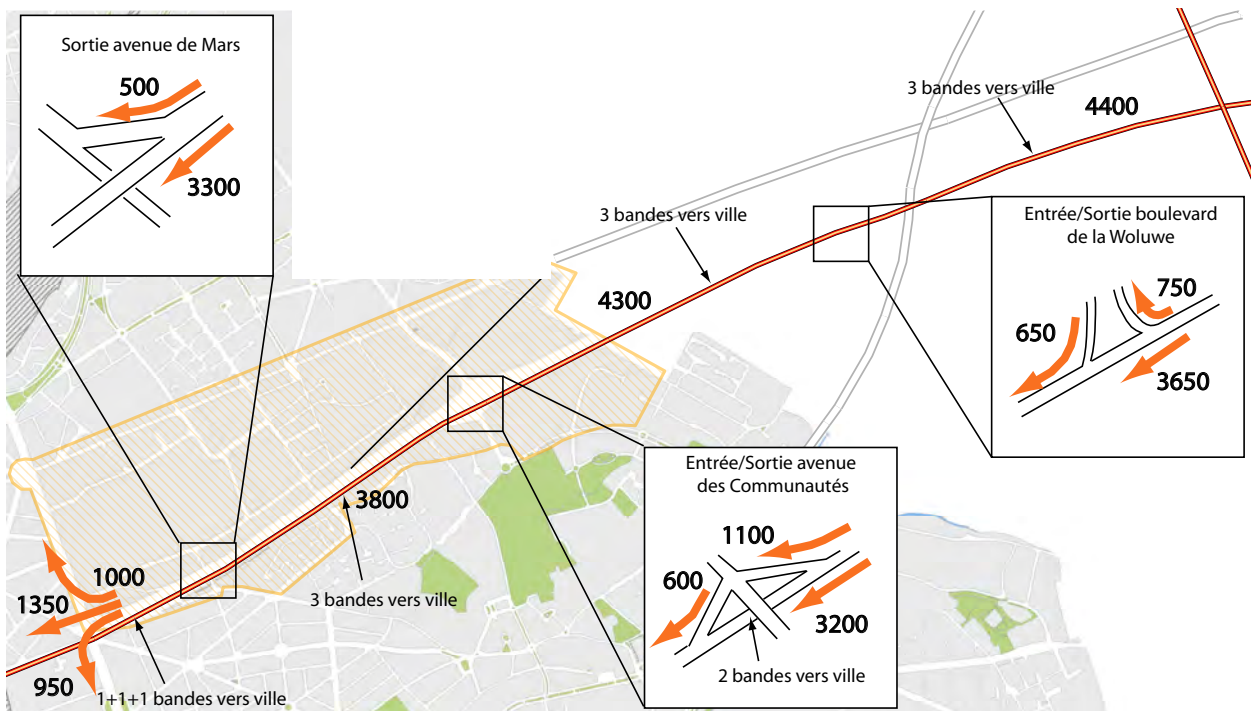 Sortie avenue de Mars
500
3300
3 bandes vers ville
4400
3 bandes vers ville
4300
Entrée/Sortie boulevard
de la Woluwe
750
650
3650
3800
3 bandes vers ville
Entrée/Sortie avenue
des Communautés
1100
600
3200
2 bandes vers ville
1000
1350
950
1+1+1 bandes vers ville